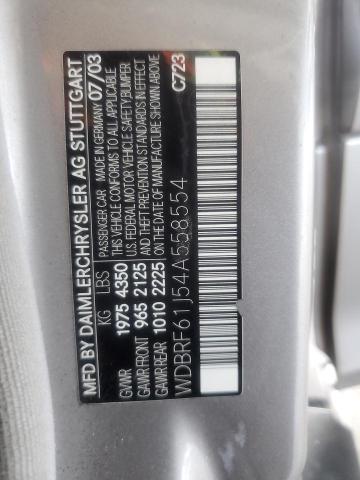 MFD BY DAIMLERCHRYSLER AG STUTTGART
PASSENGER CAR MADE IN GERMANY 07/03
KG LBS THIS VEHICLE CONFORMS TO ALL APPLICABLE
GVWR 1975 4350 U.S. FEDERAL MOTOR VEHICLE SAFETY BUMPER
GAWR FRONT 965 2125 AND THEFT PREVENTION STANDARDS IN EFFECT
GAWR REAR 1010 2225 ON THE DATE OF MANUFACTURE SHOWN ABOVE
C723
WDBRF61J54A558554